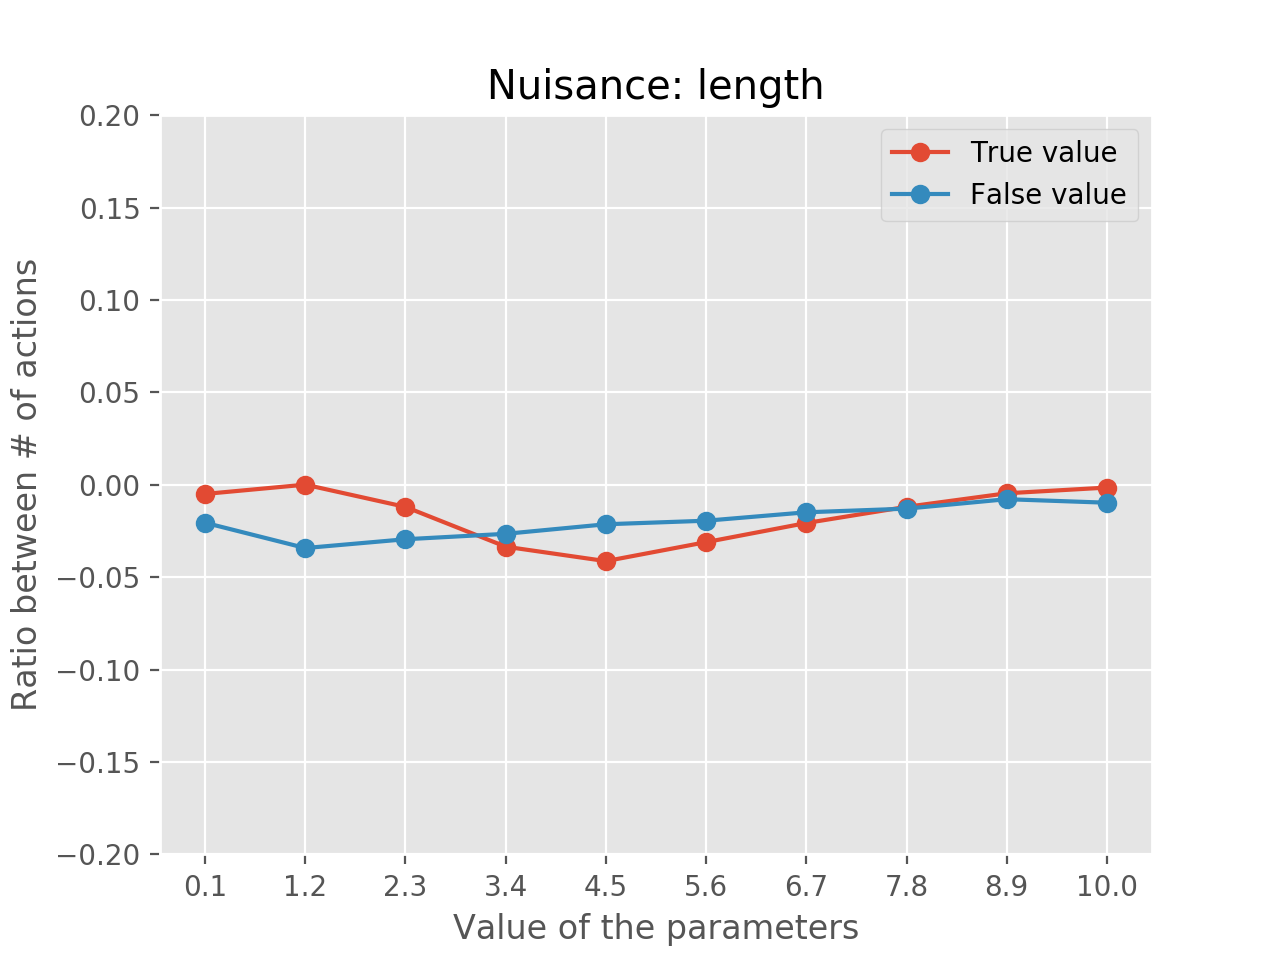 Nuisance: length
True value
False value
Ratio between # of actions
0.20
0.15
0.10
0.05
0.00
−0.05
−0.10
−0.15
−0.20
0.1 1.2 2.3 3.4 4.5 5.6 6.7 7.8 8.9 10.0
Value of the parameters